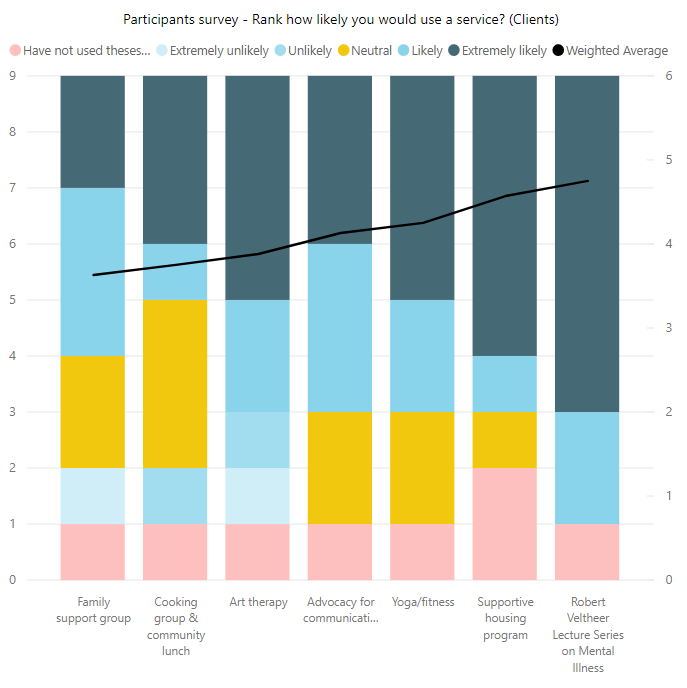 Participants survey - Rank how likely you would use a service? (Clients)
Have not used theses... Extremely unlikely Unlikely Neutral Likely Extremely likely Weighted Average
9 6
8
5
7
6
4
5
3
4
3 2
2
1
1
0 0
Family support group
Cooking group & community lunch
Art therapy
Advocacy for communicati...
Yoga/fitness
Supportive housing program
Robert Veltheer Lecture Series on Mental Illness